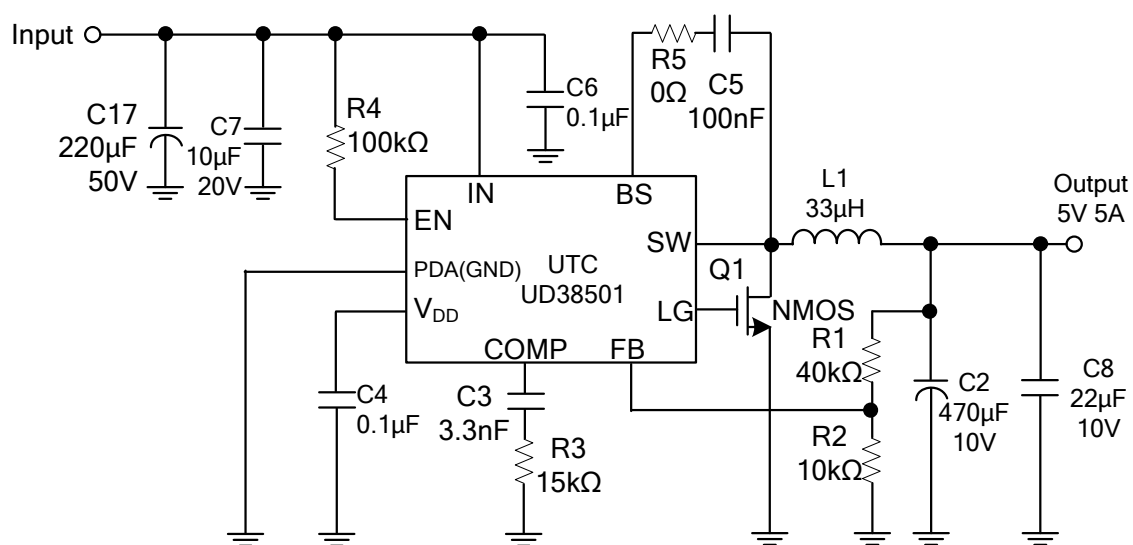 Input
C17
220µF
50V
C7
10µF
20V
R4
100kΩ
C6
0.1µF
R5
0Ω
C5
100nF
IN
BS
EN
SW
PDA(GND)
UTC
UD38501
V_DD
LG
COMP
FB
Q1
NMOS
L1
33µH
Output
5V 5A
R1
40kΩ
R2
10kΩ
C2
470µF
10V
C8
22µF
10V
C4
0.1µF
C3
3.3nF
R3
15kΩ